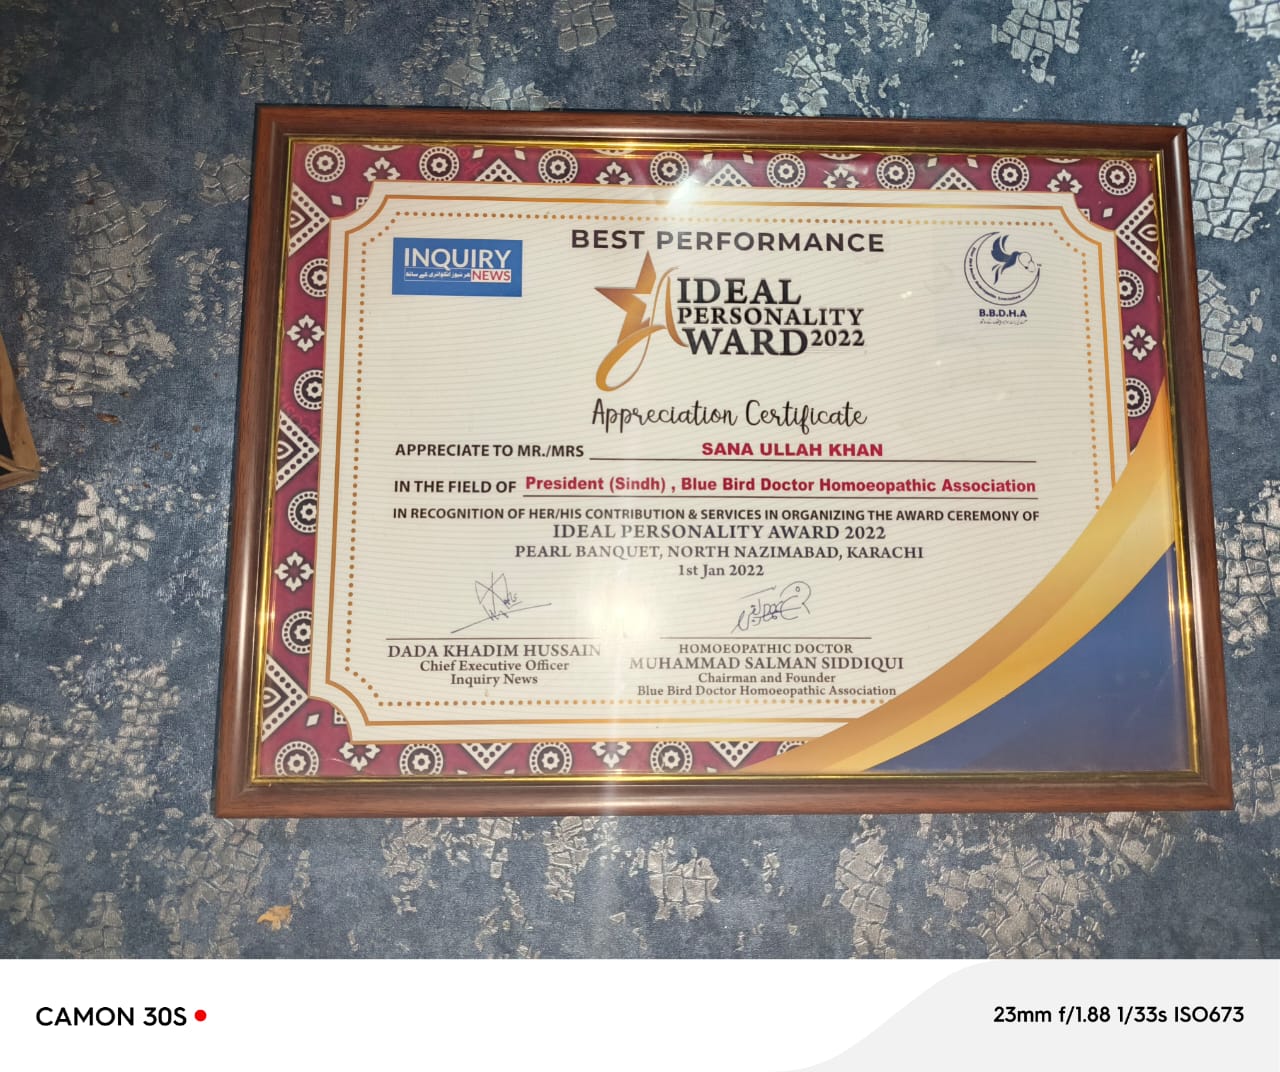 BEST PERFORMANCE
INQUIRY
NEWS
IDEAL
PERSONALITY
AWARD 2022
B.B.D.H.A
Appreciation Certificate
APPRECIATE TO MR./MRS SANA ULLAH KHAN
IN THE FIELD OF President (Sindh) , Blue Bird Doctor Homoeopathic Association
IN RECOGNITION OF HER/HIS CONTRIBUTION & SERVICES IN ORGANIZING THE AWARD CEREMONY OF
IDEAL PERSONALITY AWARD 2022
PEARL BANQUET, NORTH NAZIMABAD, KARACHI
1st Jan 2022
DADA KHADIM HUSSAIN
Chief Executive Officer
Inquiry News
HOMOEOPATHIC DOCTOR
MUHAMMAD SALMAN SIDDIQUI
Chairman and Founder
Blue Bird Doctor Homoeopathic Association
CAMON 30S
23mm f/1.88 1/33s ISO673